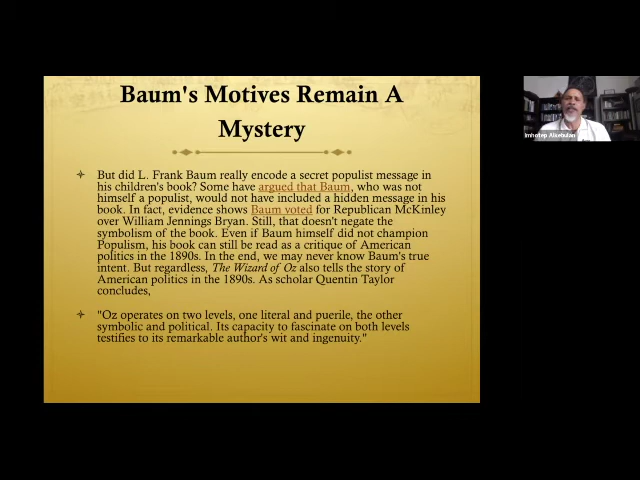 Baum's Motives Remain A
Mystery
But did L. Frank Baum really encode a secret populist message in
his children's book? Some have argued that Baum, who was not
himself a populist, would not have included a hidden message in his
book. In fact, evidence shows Baum voted for Republican McKinley
over William Jennings Bryan. Still, that doesn't negate the
symbolism of the book. Even if Baum himself did not champion
Populism, his book can still be read as a critique of American
politics in the 1890s. In the end, we may never know Baum's true
intent. But regardless, The Wizard of Oz also tells the story of
American politics in the 1890s. As scholar Quentin Taylor
concludes,
"Oz operates on two levels, one literal and puerile, the other
symbolic and political. Its capacity to fascinate on both levels
testifies to its remarkable author's wit and ingenuity."
Imhotep Alkebulan